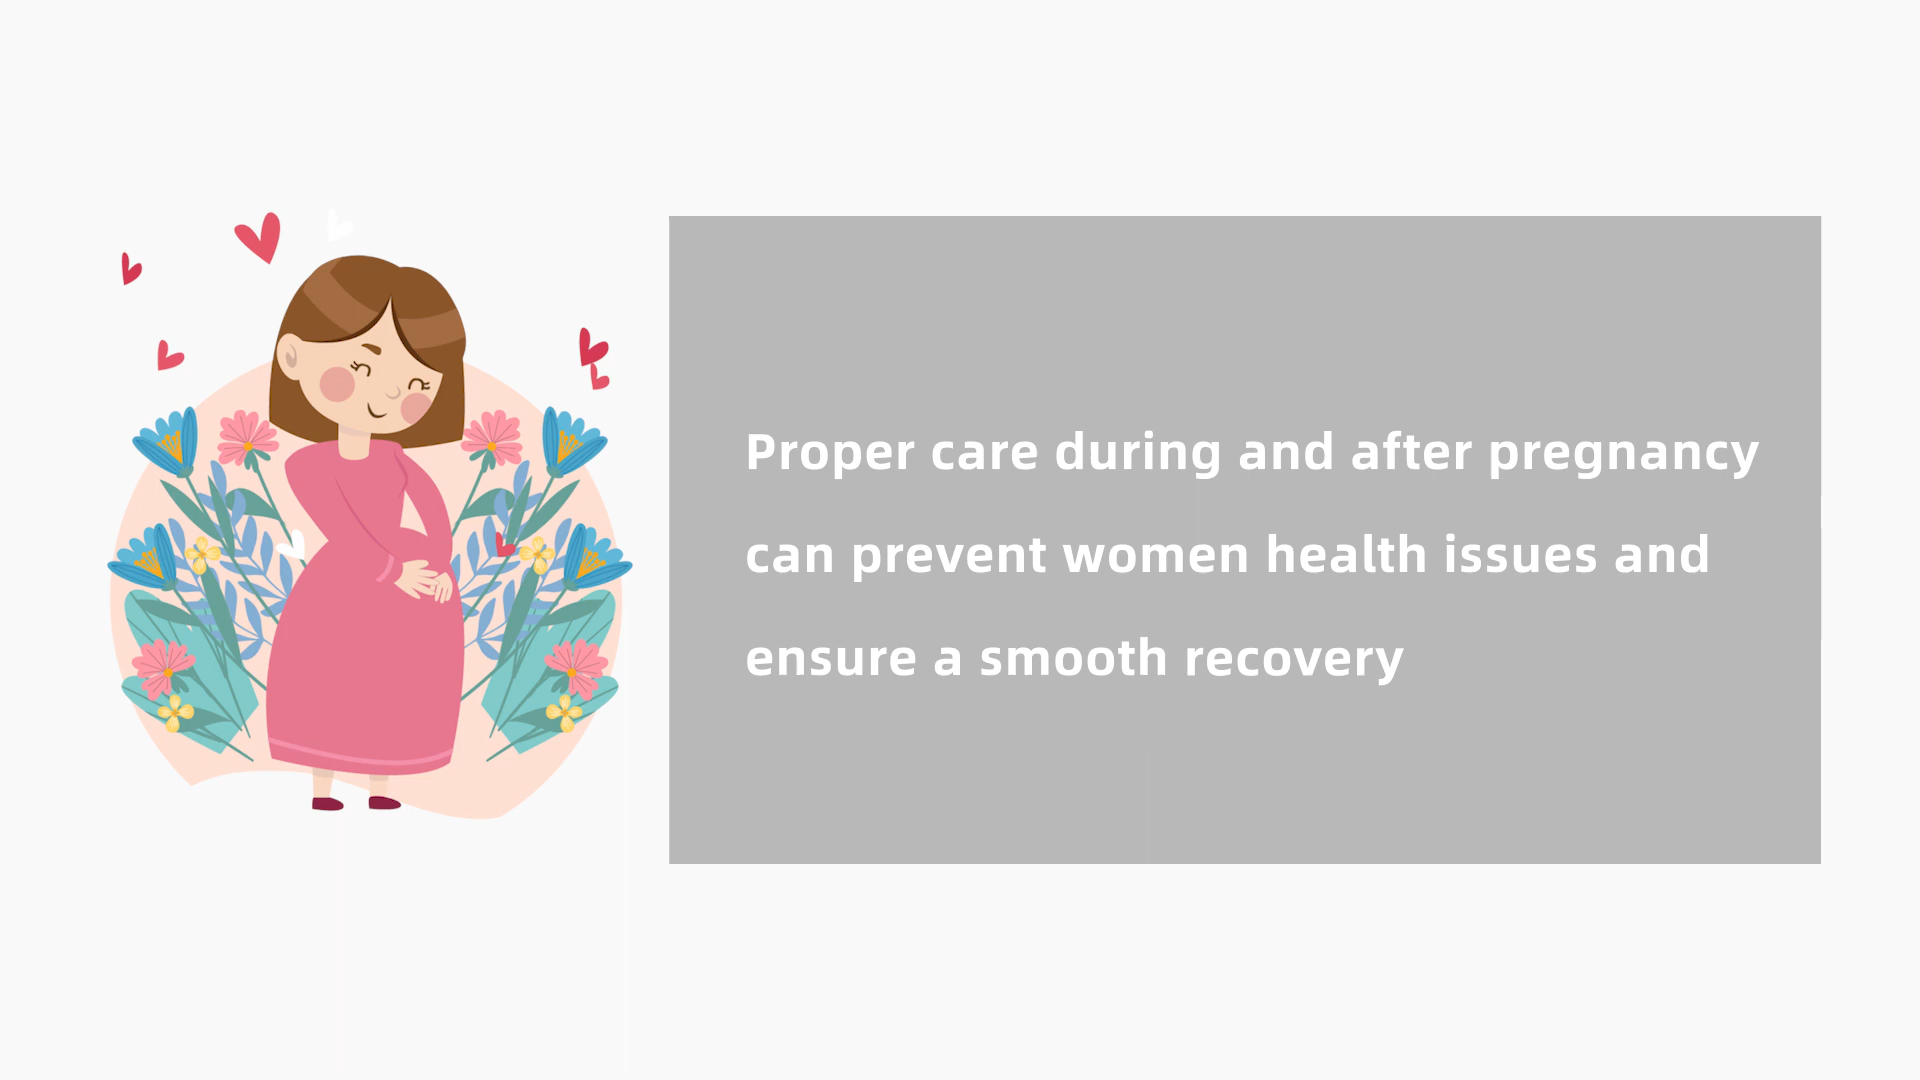 Proper care during and after pregnancy
can prevent women health issues and
ensure a smooth recovery